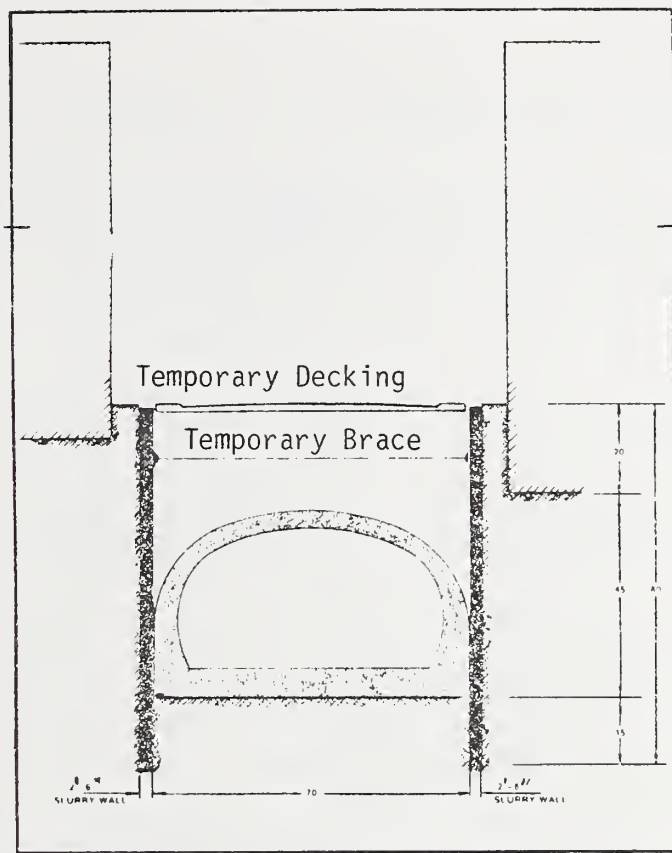 Temporary Decking
Temporary Brace
20
45
80
15
2' 6"
SLURRY WALL
70
2'-6"
SLURRY WALL